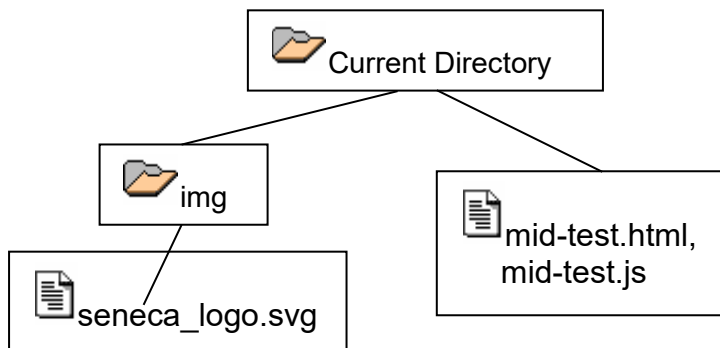 Current Directory
img
mid-test.html,
mid-test.js
seneca_logo.svg